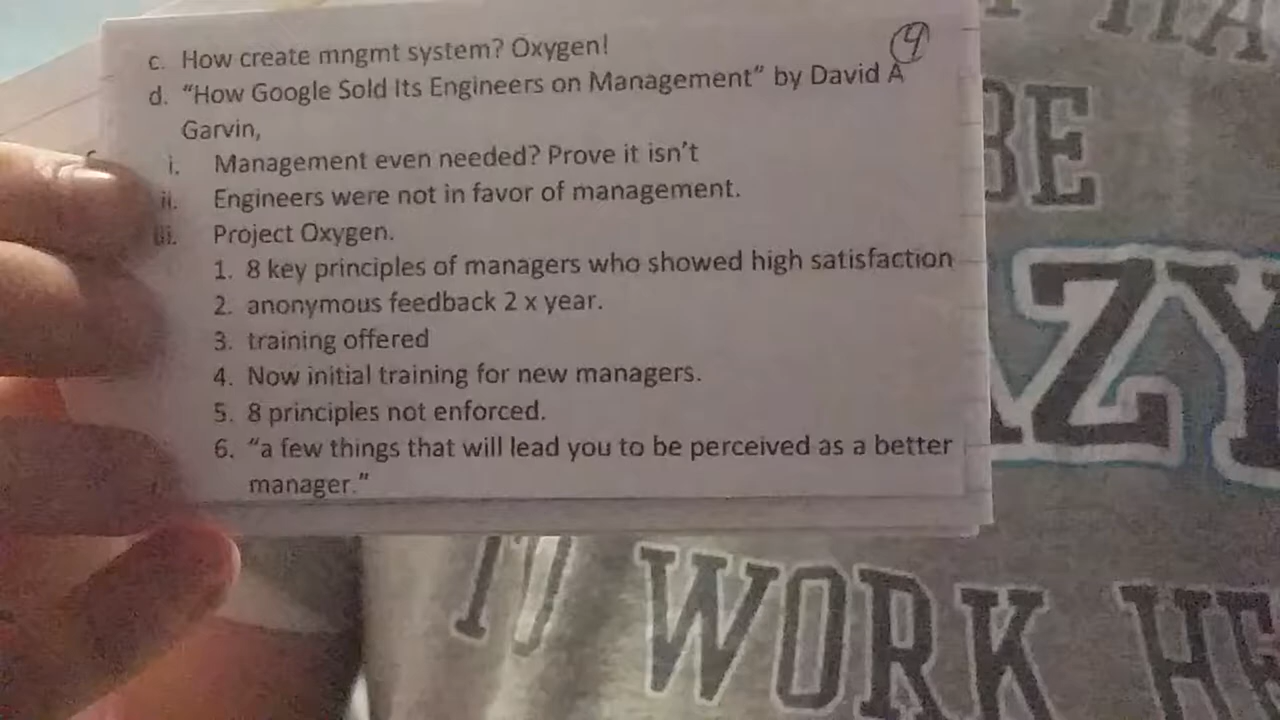 c. How create mngmt system? Oxygen!
4
d. "How Google Sold Its Engineers on Management" by David A
Garvin,
i. Management even needed? Prove it isn't
ii. Engineers were not in favor of management.
iii. Project Oxygen.
1. 8 key principles of managers who showed high satisfaction
2. anonymous feedback 2 x year.
3. training offered
4. Now initial training for new managers.
5. 8 principles not enforced.
6. "a few things that will lead you to be perceived as a better
manager."
BE
ZY
IT WORK HE